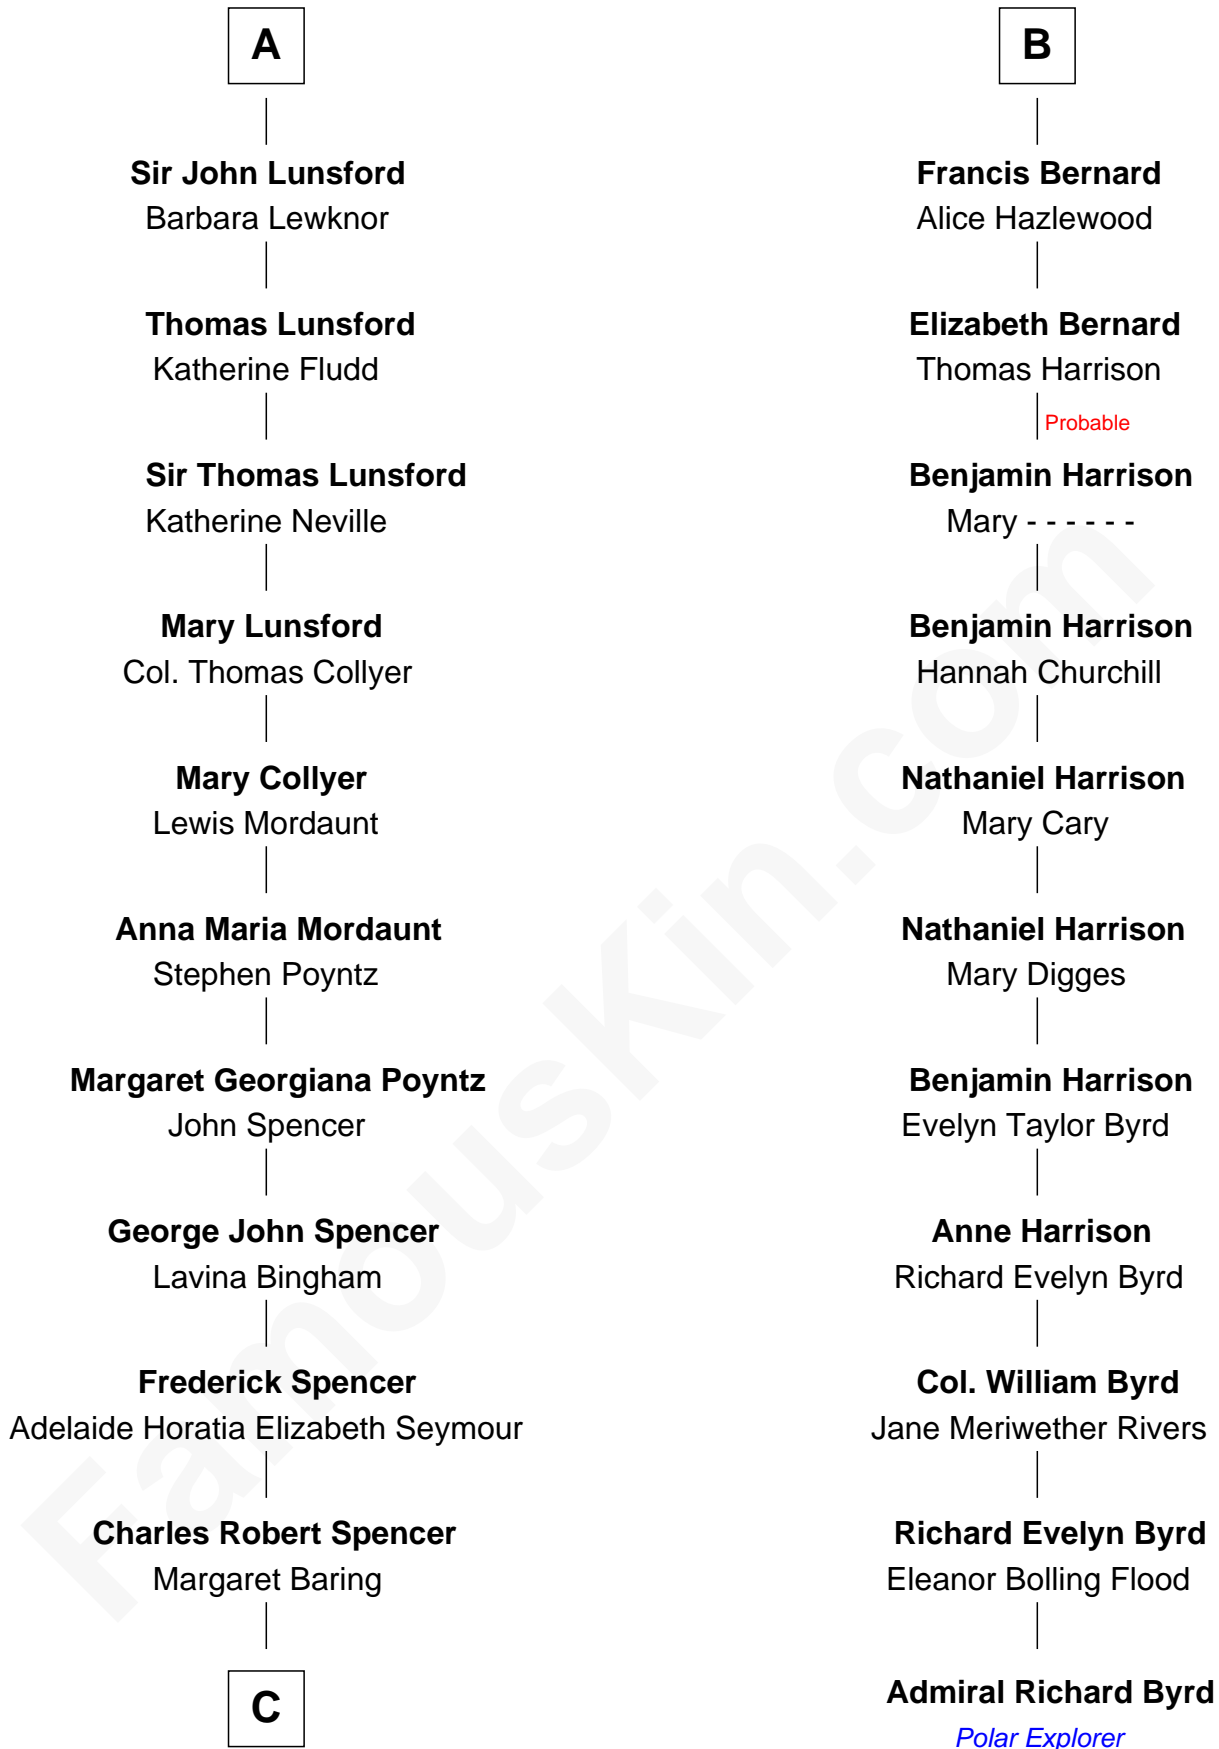 A
Sir John Lunsford
Barbara Lewknor
Thomas Lunsford
Katherine Fludd
Sir Thomas Lunsford
Katherine Neville
Mary Lunsford
Col. Thomas Collyer
Mary Collyer
Lewis Mordaunt
Anna Maria Mordaunt
Stephen Poyntz
Margaret Georgiana Poyntz
John Spencer
George John Spencer
Lavina Bingham
Frederick Spencer
Adelaide Horatia Elizabeth Seymour
Charles Robert Spencer
Margaret Baring
C
B
Francis Bernard
Alice Hazlewood
Elizabeth Bernard
Thomas Harrison
Probable
Benjamin Harrison
Mary - - - - - -
Benjamin Harrison
Hannah Churchill
Nathaniel Harrison
Mary Cary
Nathaniel Harrison
Mary Digges
Benjamin Harrison
Evelyn Taylor Byrd
Anne Harrison
Richard Evelyn Byrd
Col. William Byrd
Jane Meriwether Rivers
Richard Evelyn Byrd
Eleanor Bolling Flood
Admiral Richard Byrd
Polar Explorer
FamousKin.com